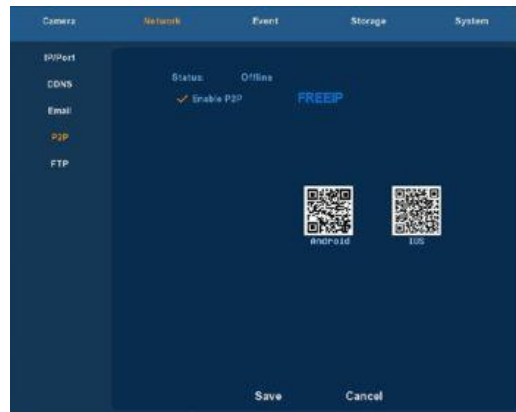 Camera Network Event Storage System
IP/Port
DDNS
Email
P2P
FTP
Status: Offline
Enable P2P FREEIP
Android IOS
Save Cancel